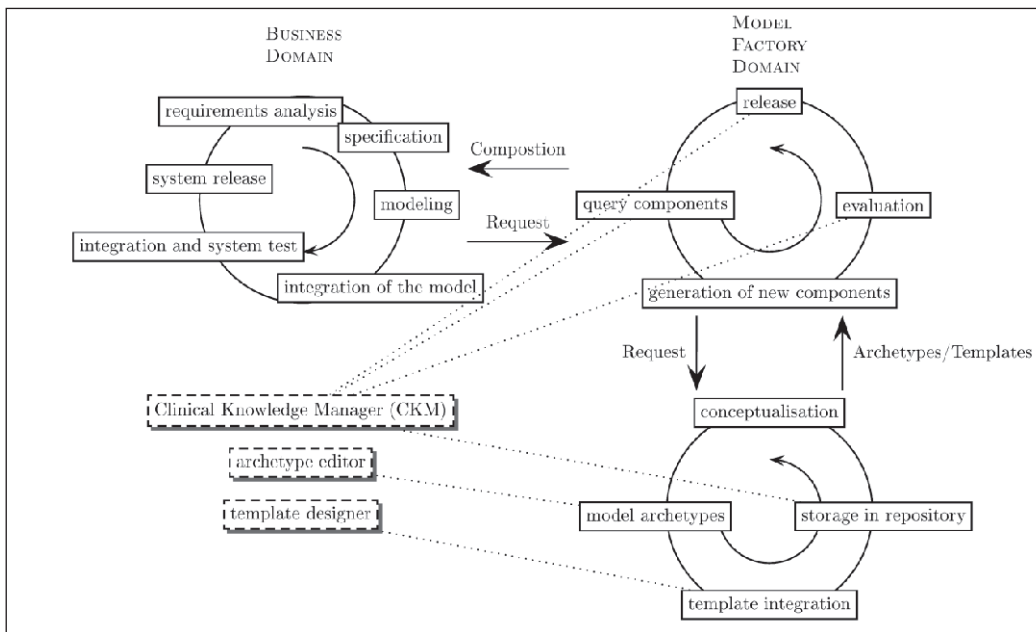 BUSINESS
DOMAIN
requirements analysis
specification
system release
modeling
integration and system test
integration of the model
Compostion
Request
MODEL
FACTORY
DOMAIN
release
query components
evaluation
generation of new components
Request
Archetypes/Templates
Clinical Knowledge Manager (CKM)
archetype editor
template designer
conceptualisation
model archetypes
storage in repository
template integration